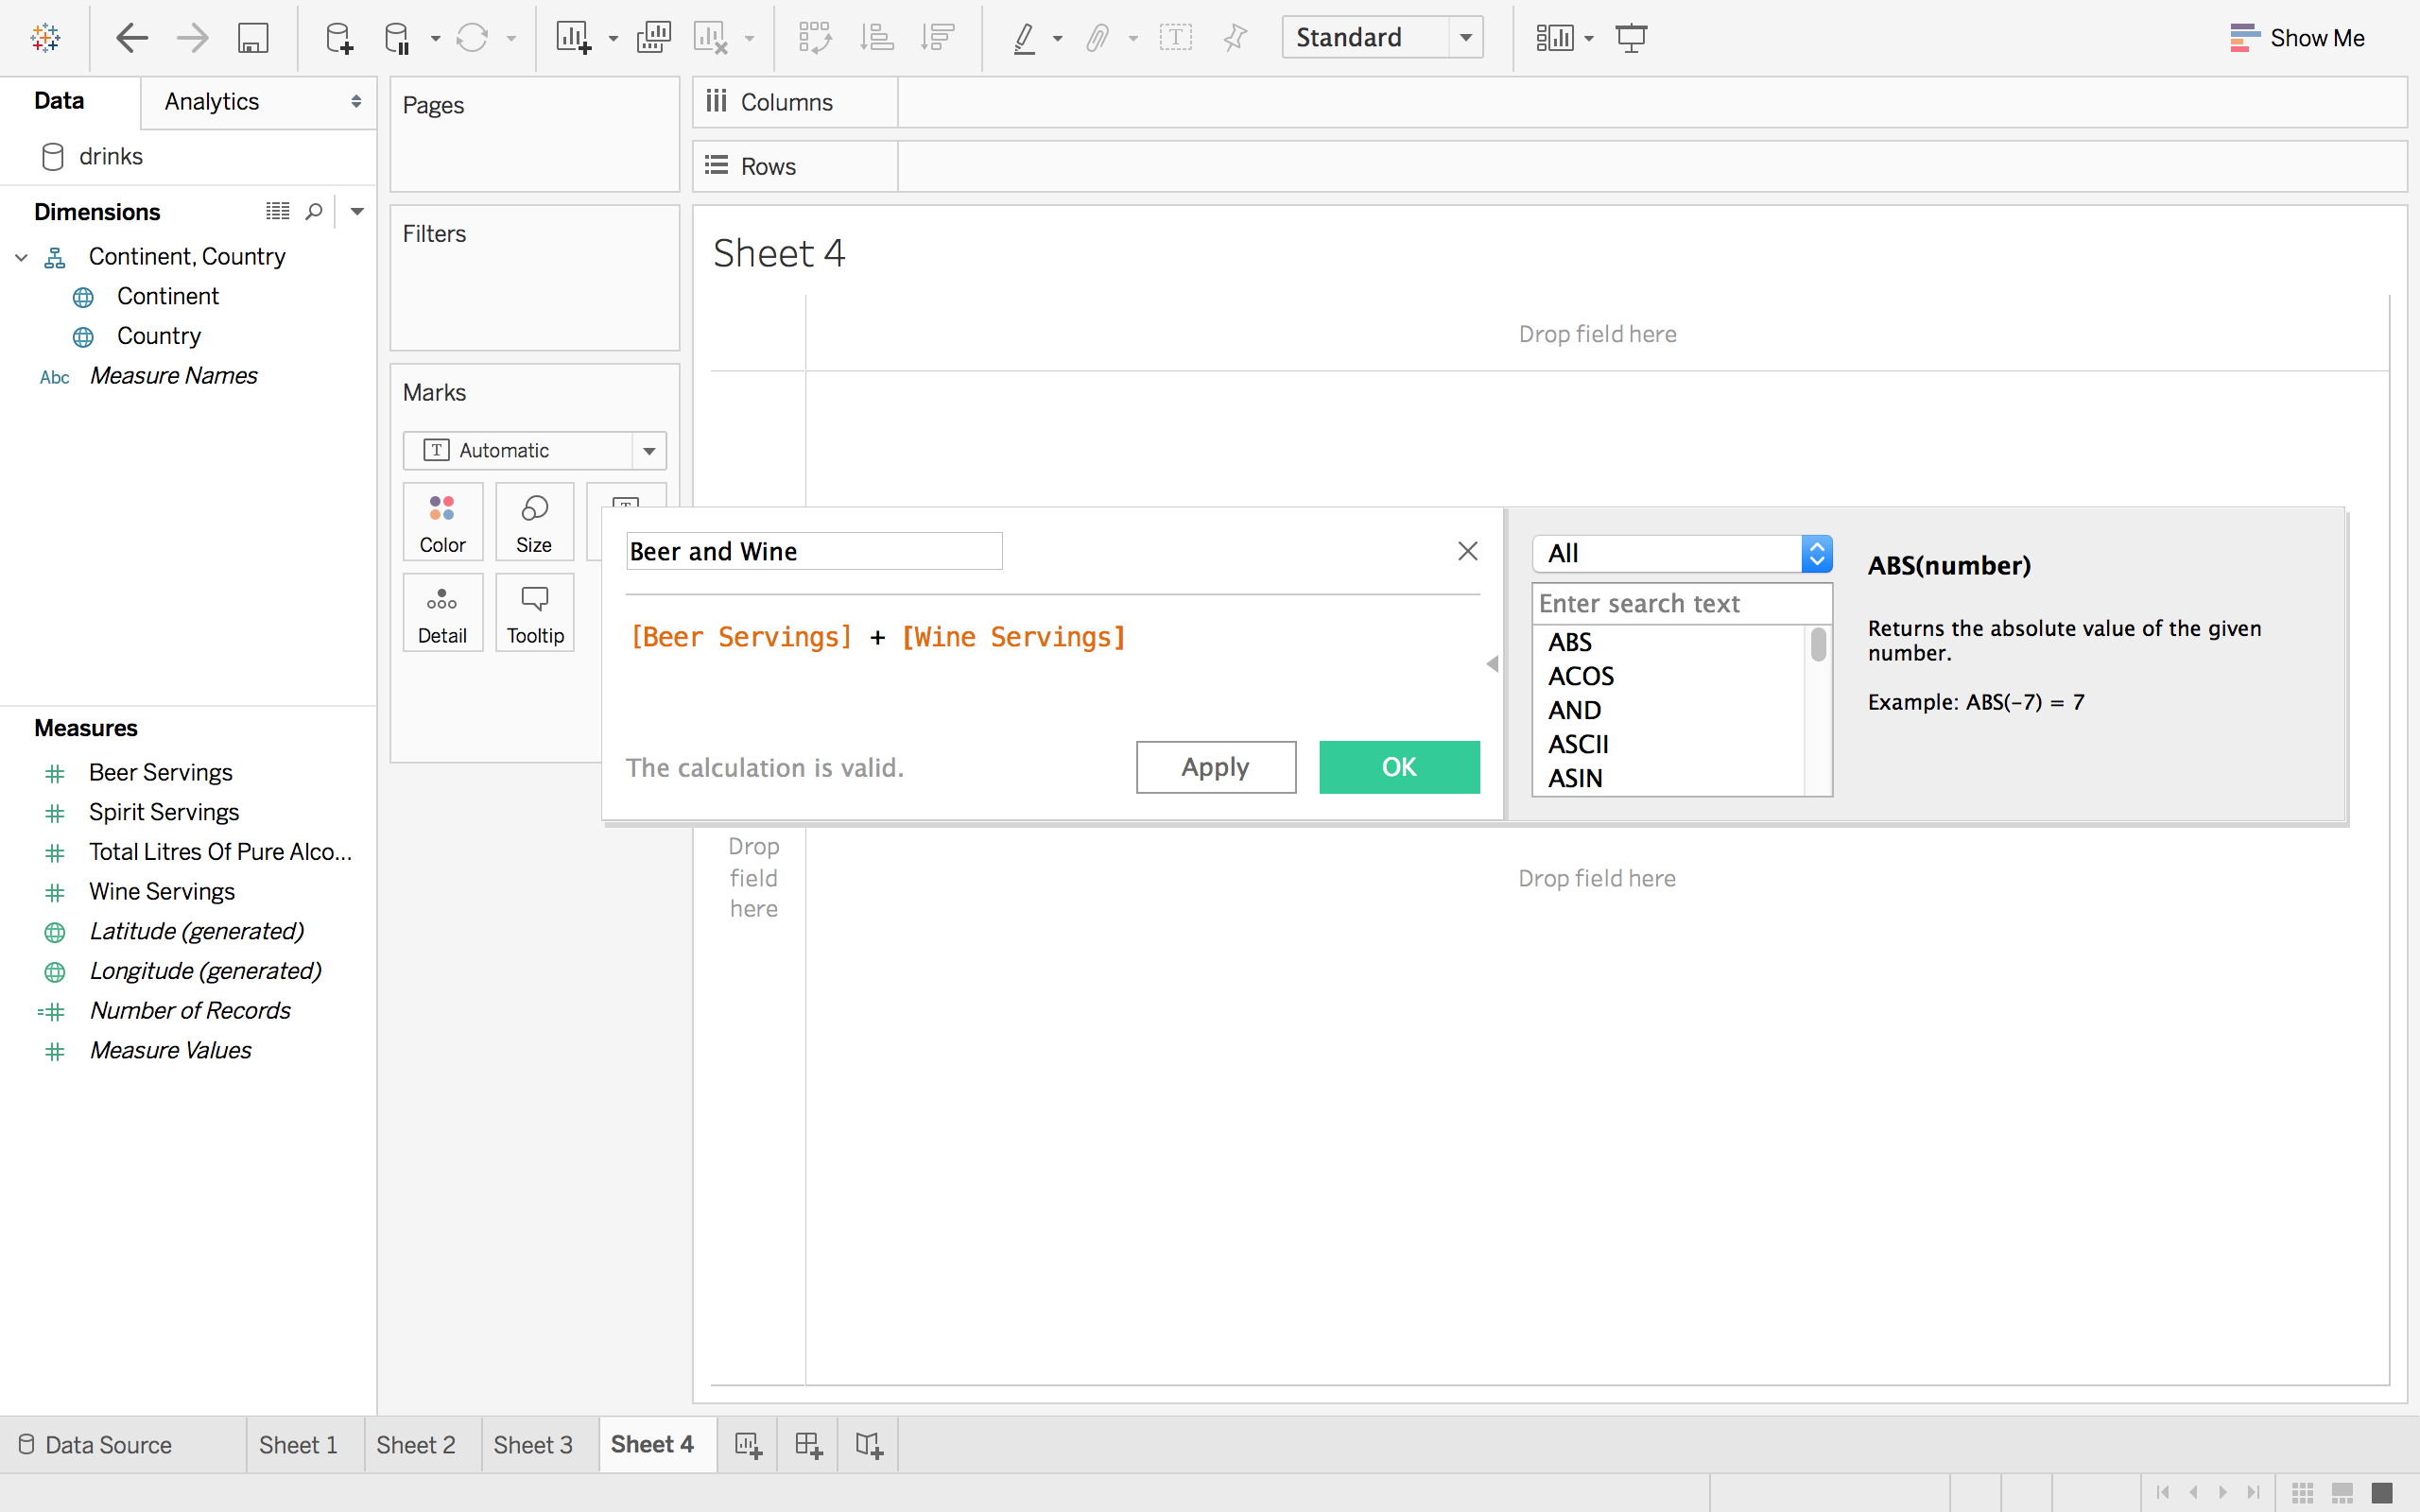 Standard
Show Me
Data
Analytics
drinks
Dimensions
Continent, Country
Continent
Country
Abc Measure Names
Measures
Beer Servings
Spirit Servings
Total Litres Of Pure Alco...
Wine Servings
Latitude (generated)
Longitude (generated)
=# Number of Records
Measure Values
Pages
Filters
Marks
T Automatic
Color
Size
Detail
Tooltip
Columns
Rows
Sheet 4
Drop field here
Beer and Wine
[Beer Servings] + [Wine Servings]
The calculation is valid.
Apply
OK
All
Enter search text
ABS
ACOS
AND
ASCII
ASIN
ABS(number)
Returns the absolute value of the given
number.
Example: ABS(-7) = 7
Drop
field
here
Drop field here
Data Source
Sheet 1
Sheet 2
Sheet 3
Sheet 4